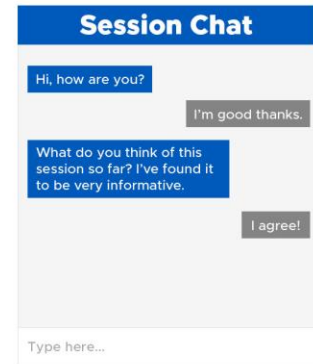 Session Chat
Hi, how are you?
I'm good thanks.
What do you think of this
session so far? I've found it
to be very informative.
I agree!
Type here...